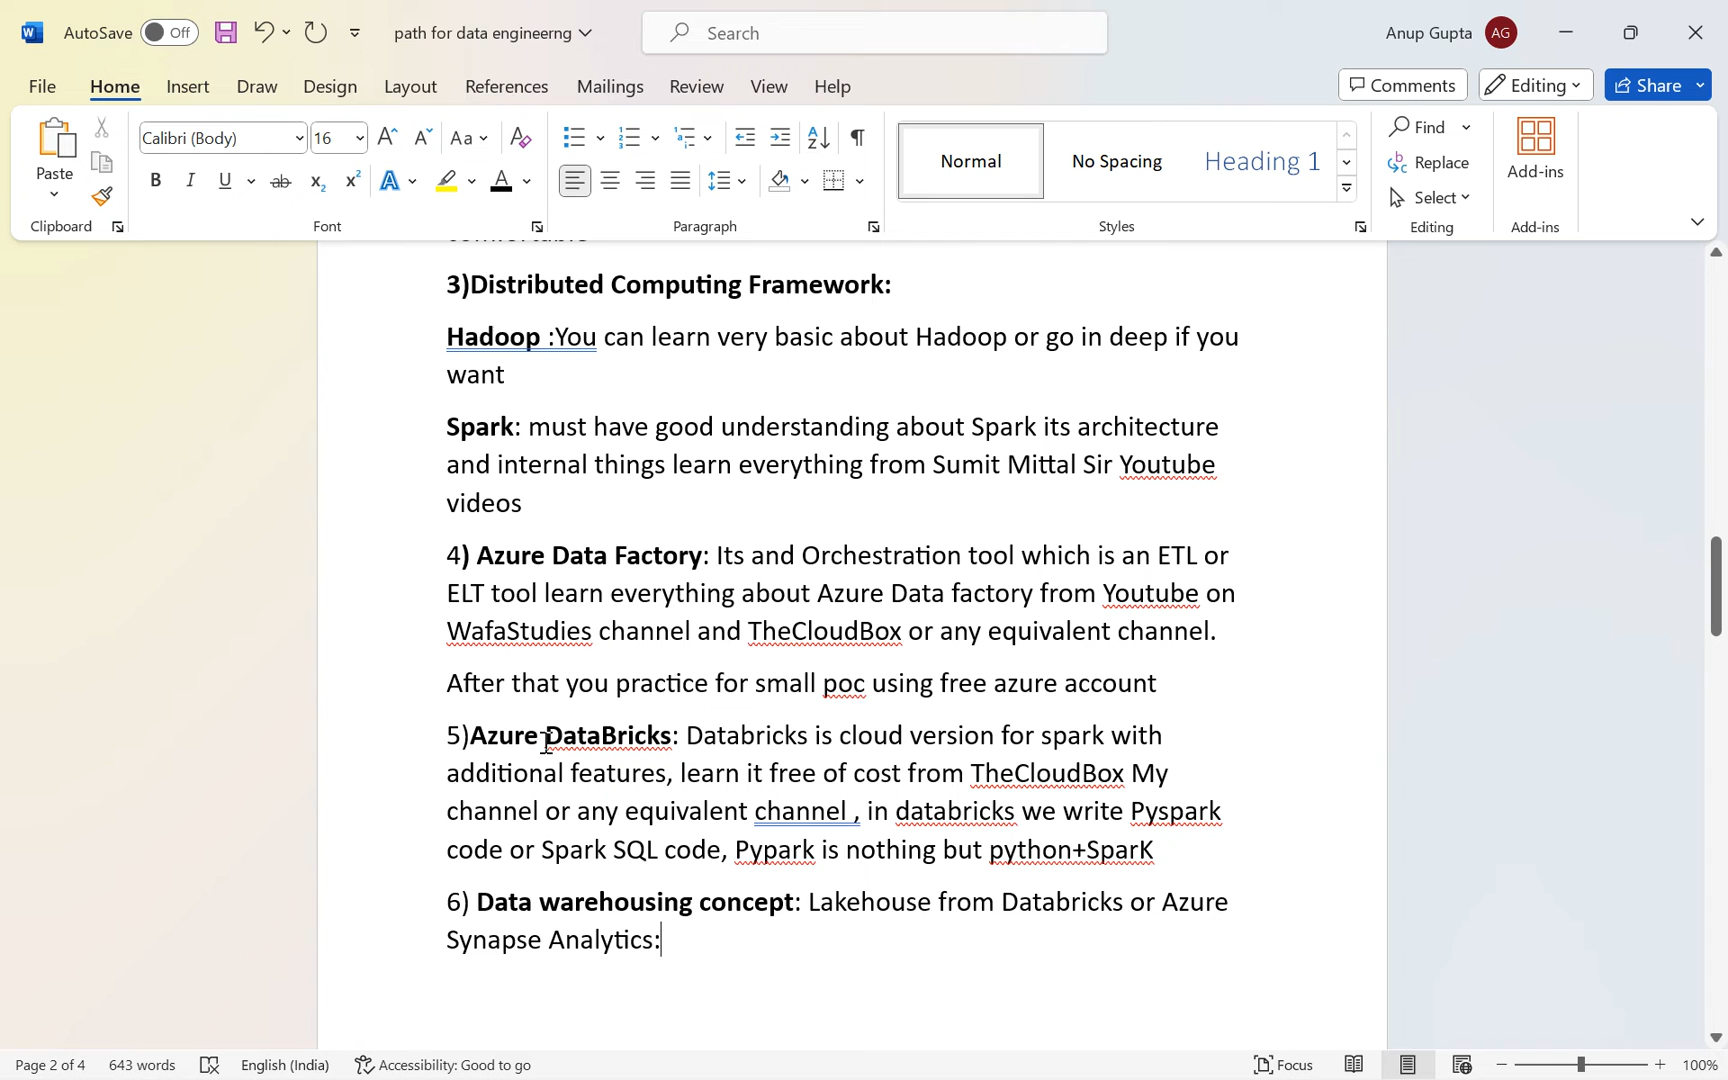 AutoSave Off path for data engineerng Search Anup Gupta AG
File Home Insert Draw Design Layout References Mailings Review View Help Comments Editing Share
Paste Calibri (Body) 16 Aa Normal No Spacing Heading 1 Find Replace Select Add-ins
Clipboard Font Paragraph Styles Editing Add-ins
3)Distributed Computing Framework:
Hadoop :You can learn very basic about Hadoop or go in deep if you
want
Spark: must have good understanding about Spark its architecture
and internal things learn everything from Sumit Mittal Sir Youtube
videos
4) Azure Data Factory: Its and Orchestration tool which is an ETL or
ELT tool learn everything about Azure Data factory from Youtube on
WafaStudies channel and TheCloudBox or any equivalent channel.
After that you practice for small poc using free azure account
5)Azure DataBricks: Databricks is cloud version for spark with
additional features, learn it free of cost from TheCloudBox My
channel or any equivalent channel , in databricks we write Pyspark
code or Spark SQL code, Pypark is nothing but python+SparK
6) Data warehousing concept: Lakehouse from Databricks or Azure
Synapse Analytics:
Page 2 of 4 643 words English (India) Accessibility: Good to go Focus 100%